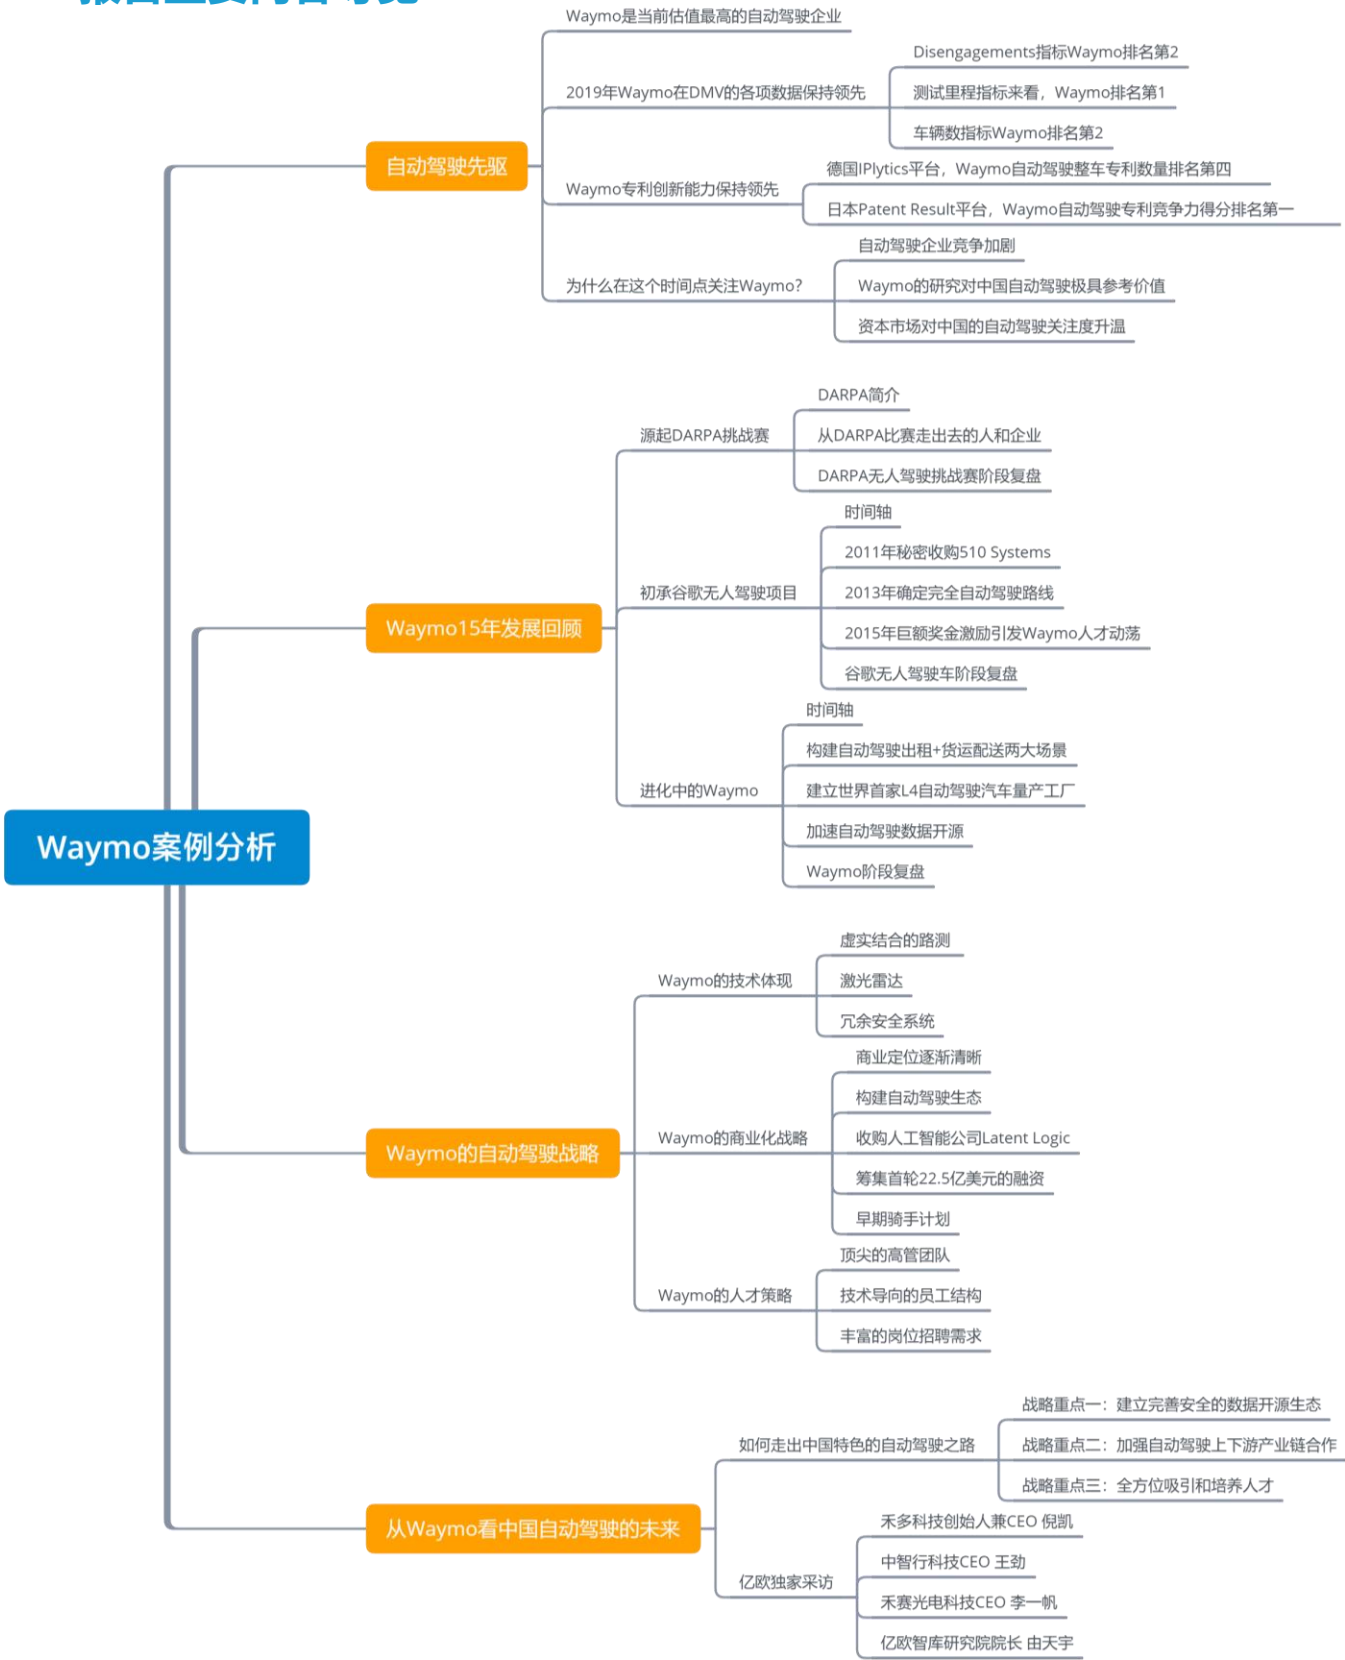 报告主要内容导览
Waymo案例分析
自动驾驶先驱
Waymo是当前估值最高的自动驾驶企业
2019年Waymo在DMV的各项数据保持领先
Disengagements指标Waymo排名第2
测试里程指标来看，Waymo排名第1
车辆数指标Waymo排名第2
Waymo专利创新能力保持领先
德国IPlytics平台，Waymo自动驾驶整车专利数量排名第四
日本Patent Result平台，Waymo自动驾驶专利竞争力得分排名第一
为什么在这个时间点关注Waymo？
自动驾驶企业竞争加剧
Waymo的研究对中国自动驾驶极具参考价值
资本市场对中国的自动驾驶关注度升温
Waymo15年发展回顾
源起DARPA挑战赛
DARPA简介
从DARPA比赛走出去的人和企业
DARPA无人驾驶挑战赛阶段复盘
初承谷歌无人驾驶项目
时间轴
2011年秘密收购510 Systems
2013年确定完全自动驾驶路线
2015年巨额奖金激励引发Waymo人才动荡
谷歌无人驾驶车阶段复盘
进化中的Waymo
时间轴
构建自动驾驶出租+货运配送两大场景
建立世界首家L4自动驾驶汽车量产工厂
加速自动驾驶数据开源
Waymo阶段复盘
Waymo的自动驾驶战略
Waymo的技术体现
虚实结合的路测
激光雷达
冗余安全系统
Waymo的商业化战略
商业定位逐渐清晰
构建自动驾驶生态
收购人工智能公司Latent Logic
筹集首轮22.5亿美元的融资
早期骑手计划
Waymo的人才策略
顶尖的高管团队
技术导向的员工结构
丰富的岗位招聘需求
从Waymo看中国自动驾驶的未来
如何走出中国特色的自动驾驶之路
战略重点一：建立完善安全的数据开源生态
战略重点二：加强自动驾驶上下游产业链合作
战略重点三：全方位吸引和培养人才
亿欧独家采访
禾多科技创始人兼CEO 倪凯
中智行科技CEO 王劲
禾赛光电科技CEO 李一帆
亿欧智库研究院院长 由天宇